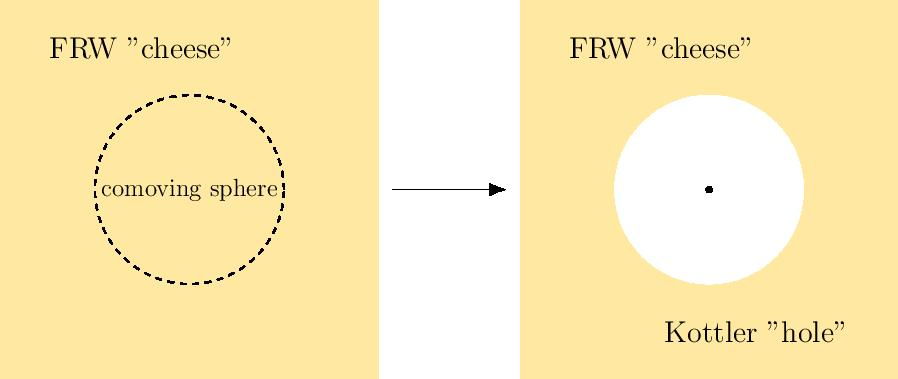 FRW ”cheese”
comoving sphere
FRW ”cheese”
Kottler ”hole”